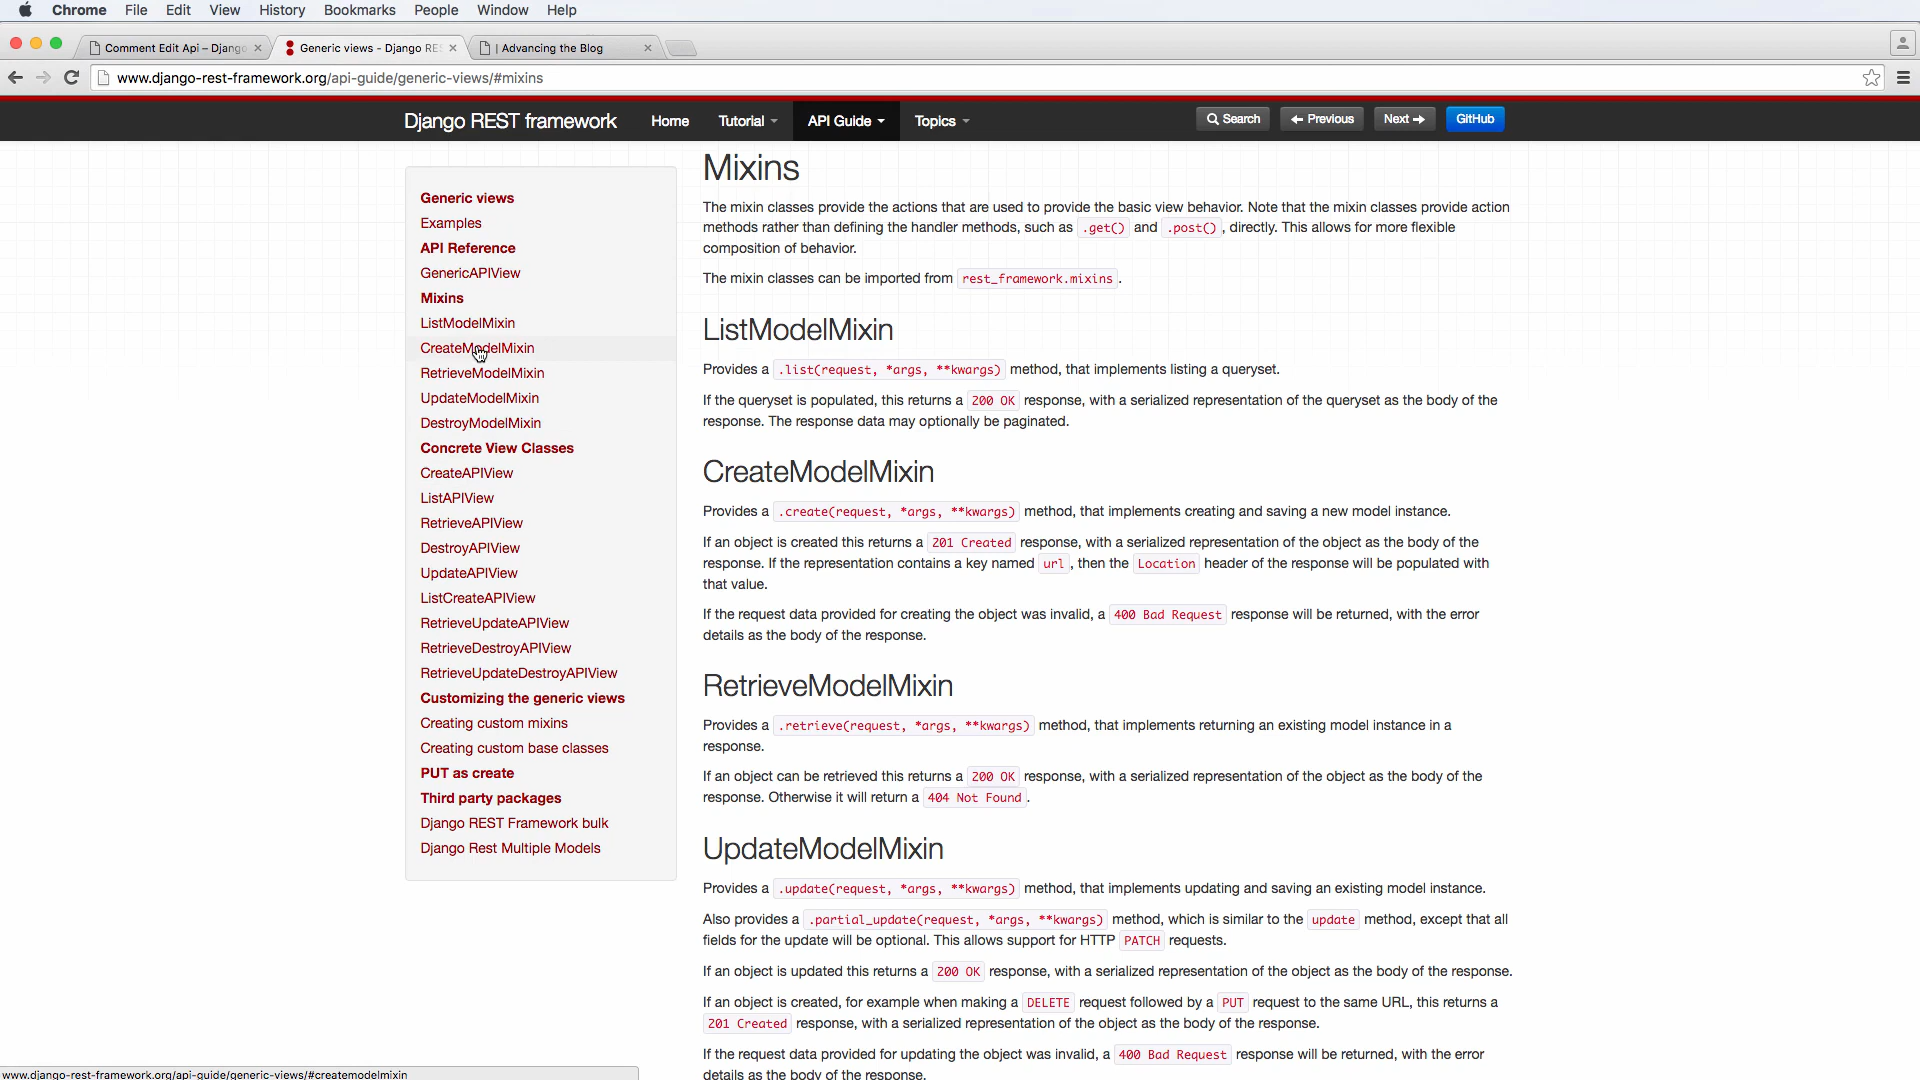 Chrome File Edit View History Bookmarks People Window Help
Comment Edit Api – Django
Generic views - Django RES
| Advancing the Blog
www.django-rest-framework.org/api-guide/generic-views/#mixins
Django REST framework Home Tutorial API Guide Topics Search Previous Next GitHub
Generic views
Examples
API Reference
GenericAPIView
Mixins
ListModelMixin
CreateModelMixin
RetrieveModelMixin
UpdateModelMixin
DestroyModelMixin
Concrete View Classes
CreateAPIView
ListAPIView
RetrieveAPIView
DestroyAPIView
UpdateAPIView
ListCreateAPIView
RetrieveUpdateAPIView
RetrieveDestroyAPIView
RetrieveUpdateDestroyAPIView
Customizing the generic views
Creating custom mixins
Creating custom base classes
PUT as create
Third party packages
Django REST Framework bulk
Django Rest Multiple Models
Mixins
The mixin classes provide the actions that are used to provide the basic view behavior. Note that the mixin classes provide action
methods rather than defining the handler methods, such as .get() and .post(), directly. This allows for more flexible
composition of behavior.
The mixin classes can be imported from rest_framework.mixins.
ListModelMixin
Provides a .list(request, *args, **kwargs) method, that implements listing a queryset.
If the queryset is populated, this returns a 200 OK response, with a serialized representation of the queryset as the body of the
response. The response data may optionally be paginated.
CreateModelMixin
Provides a .create(request, *args, **kwargs) method, that implements creating and saving a new model instance.
If an object is created this returns a 201 Created response, with a serialized representation of the object as the body of the
response. If the representation contains a key named url, then the Location header of the response will be populated with
that value.
If the request data provided for creating the object was invalid, a 400 Bad Request response will be returned, with the error
details as the body of the response.
RetrieveModelMixin
Provides a .retrieve(request, *args, **kwargs) method, that implements returning an existing model instance in a
response.
If an object can be retrieved this returns a 200 OK response, with a serialized representation of the object as the body of the
response. Otherwise it will return a 404 Not Found.
UpdateModelMixin
Provides a .update(request, *args, **kwargs) method, that implements updating and saving an existing model instance.
Also provides a .partial_update(request, *args, **kwargs) method, which is similar to the update method, except that all
fields for the update will be optional. This allows support for HTTP PATCH requests.
If an object is updated this returns a 200 OK response, with a serialized representation of the object as the body of the response.
If an object is created, for example when making a DELETE request followed by a PUT request to the same URL, this returns a
201 Created response, with a serialized representation of the object as the body of the response.
If the request data provided for updating the object was invalid, a 400 Bad Request response will be returned, with the error
details as the body of the response.
www.django-rest-framework.org/api-guide/generic-views/#createmodelmixin